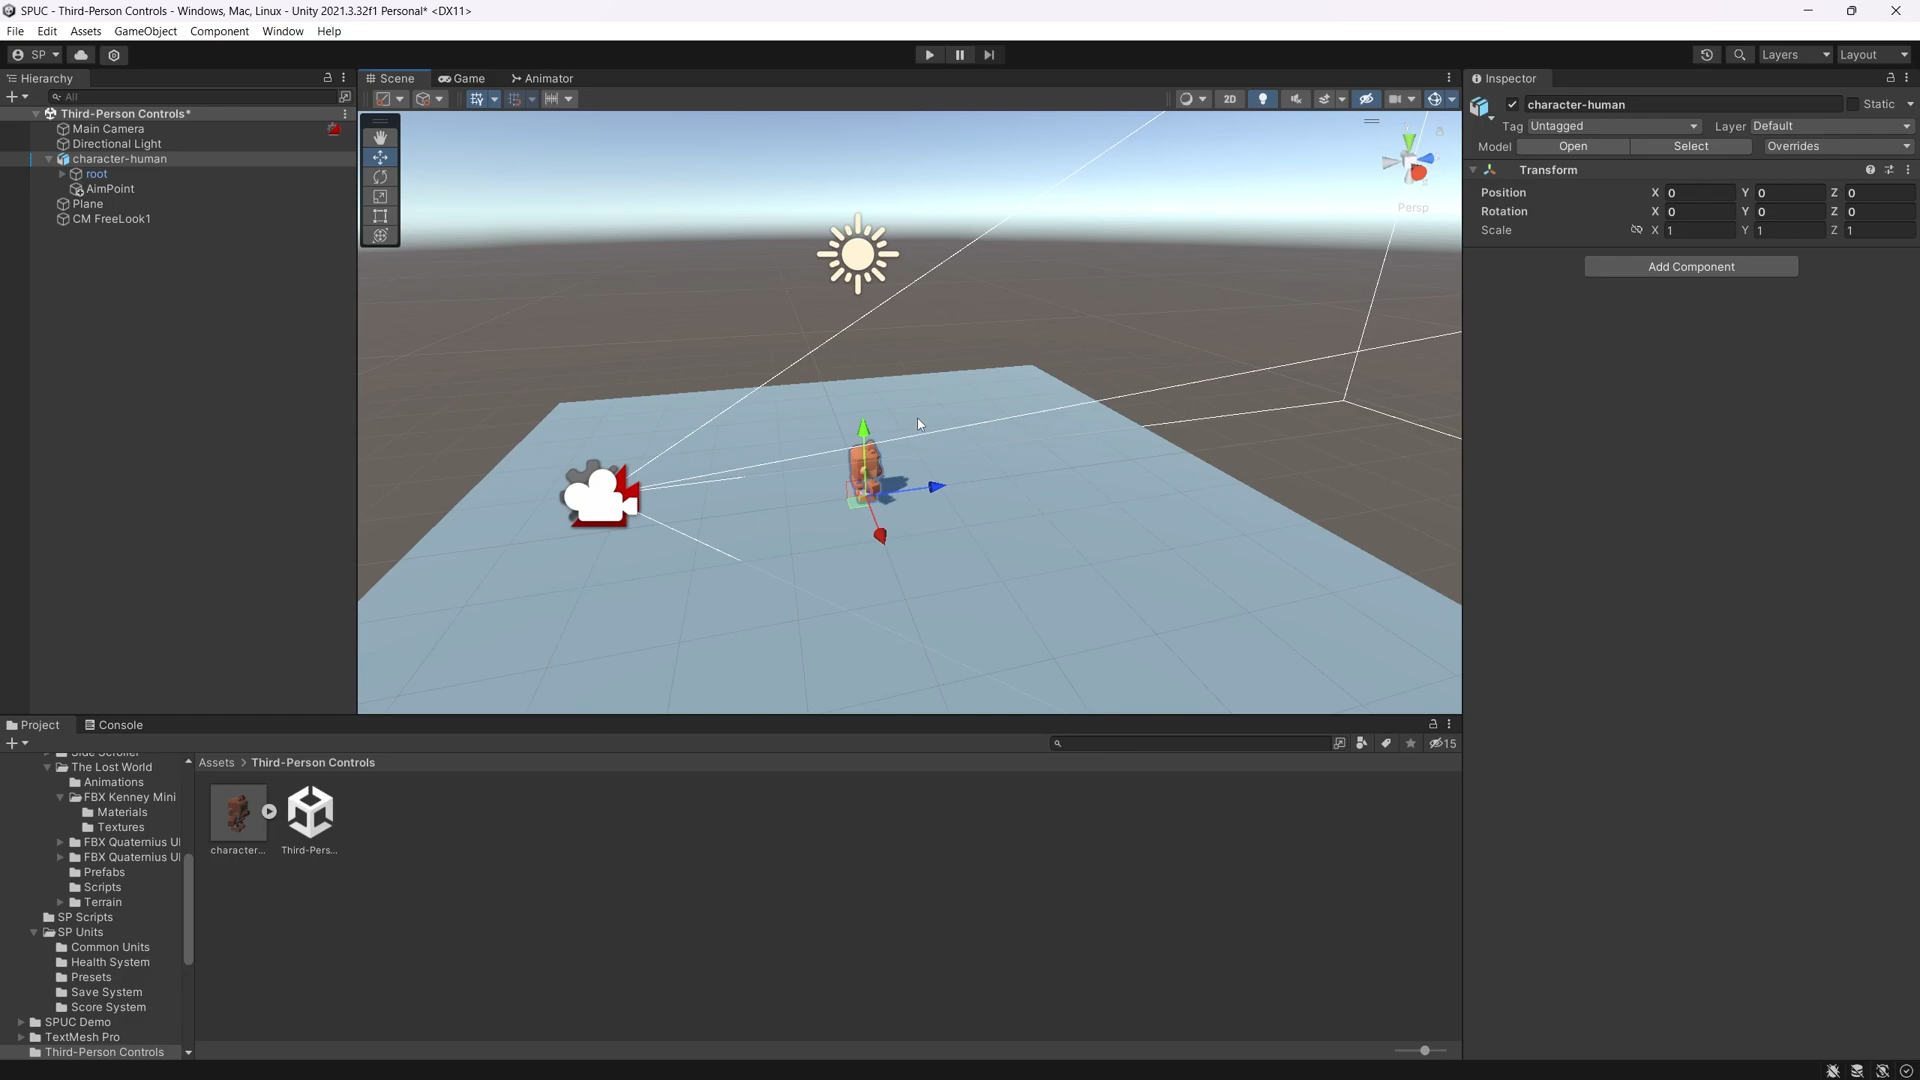 SPUC - Third-Person Controls - Windows, Mac, Linux - Unity 2021.3.32f1 Personal* <DX11>
File Edit Assets GameObject Component Window Help
SP Layers Layout
Hierarchy
All
Third-Person Controls*
Main Camera
Directional Light
character-human
root
AimPoint
Plane
CM FreeLook1
Scene Game Animator
2D
Persp
Inspector
character-human Static
Tag Untagged Layer Default
Model Open Select Overrides
Transform
Position X 0 Y 0 Z 0
Rotation X 0 Y 0 Z 0
Scale X 1 Y 1 Z 1
Add Component
Project Console
15
Side Scroller
The Lost World
Animations
FBX Kenney Mini
Materials
Textures
FBX Quaternius Ul
FBX Quaternius Ul
Prefabs
Scripts
Terrain
SP Scripts
SP Units
Common Units
Health System
Presets
Save System
Score System
SPUC Demo
TextMesh Pro
Third-Person Controls
Assets > Third-Person Controls
character...
Third-Pers...